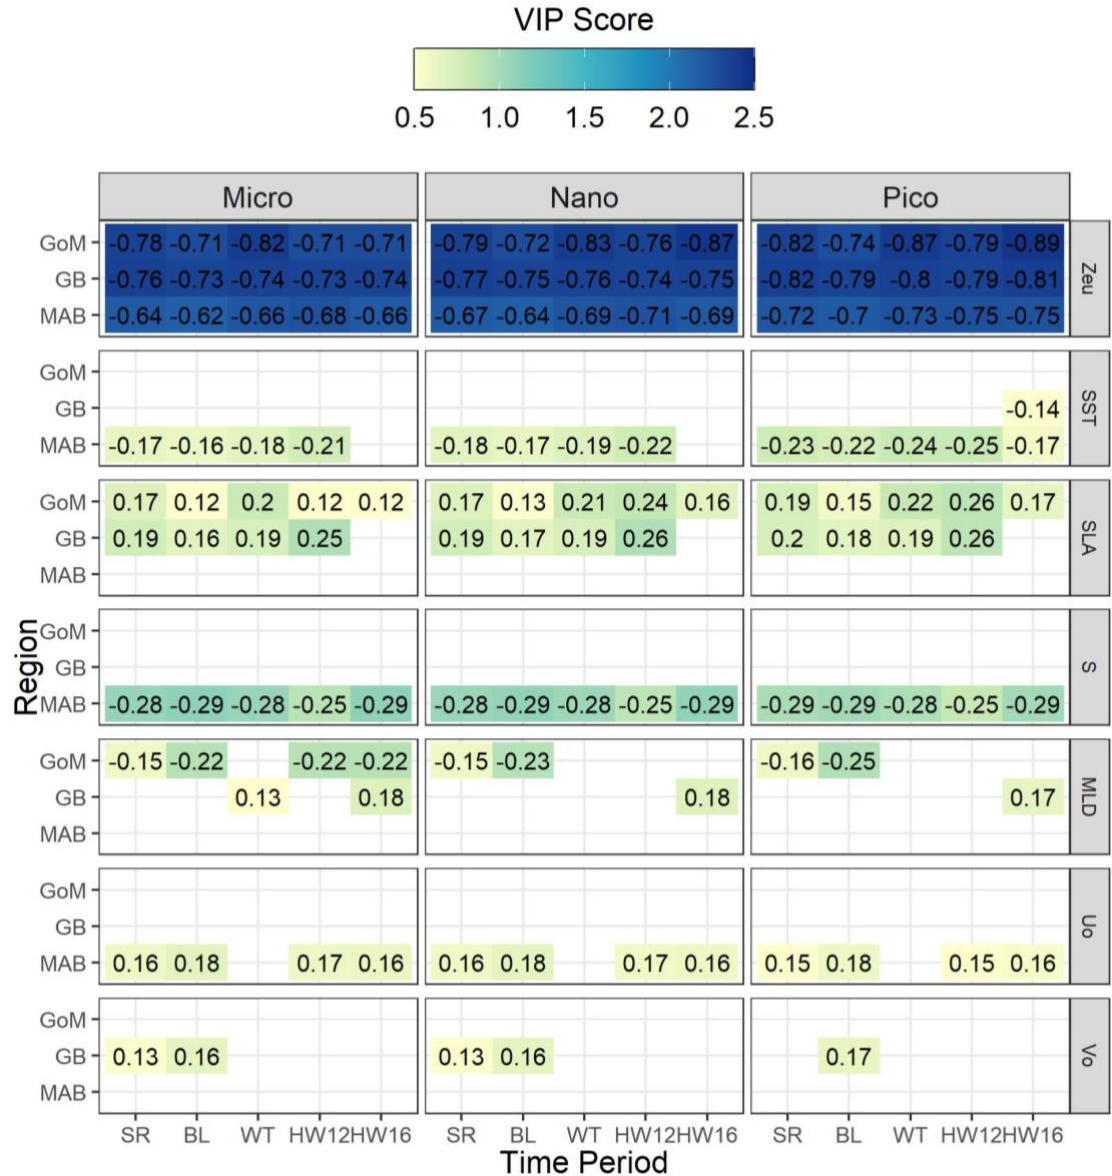 VIP Score
0.5 1.0 1.5 2.0 2.5
Micro Nano Pico
GoM -0.78 -0.71 -0.82 -0.71 -0.71 -0.79 -0.72 -0.83 -0.76 -0.87 -0.82 -0.74 -0.87 -0.79 -0.89
GB -0.76 -0.73 -0.74 -0.73 -0.74 -0.77 -0.75 -0.76 -0.74 -0.75 -0.82 -0.79 -0.8 -0.79 -0.81
MAB -0.64 -0.62 -0.66 -0.68 -0.66 -0.67 -0.64 -0.69 -0.71 -0.69 -0.72 -0.7 -0.73 -0.75 -0.75
Zeu
GoM
GB -0.14
MAB -0.17 -0.16 -0.18 -0.21 -0.18 -0.17 -0.19 -0.22 -0.23 -0.22 -0.24 -0.25 -0.17
SST
GoM 0.17 0.12 0.2 0.12 0.12 0.17 0.13 0.21 0.24 0.16 0.19 0.15 0.22 0.26 0.17
GB 0.19 0.16 0.19 0.25 0.19 0.17 0.19 0.26 0.2 0.18 0.19 0.26
MAB
SLA
GoM
GB
MAB -0.28 -0.29 -0.28 -0.25 -0.29 -0.28 -0.29 -0.28 -0.25 -0.29 -0.29 -0.29 -0.28 -0.25 -0.29
S
Region
GoM -0.15 -0.22 -0.22 -0.22 -0.15 -0.23 -0.16 -0.25
GB 0.13 0.18 0.18 0.17
MAB
MLD
GoM
GB
MAB 0.16 0.18 0.17 0.16 0.16 0.18 0.17 0.16 0.15 0.18 0.15 0.16
Uo
GoM
GB 0.13 0.16 0.13 0.16 0.17
MAB
Vo
SR BL WT HW12 HW16 SR BL WT HW12 HW16 SR BL WT HW12 HW16
Time Period